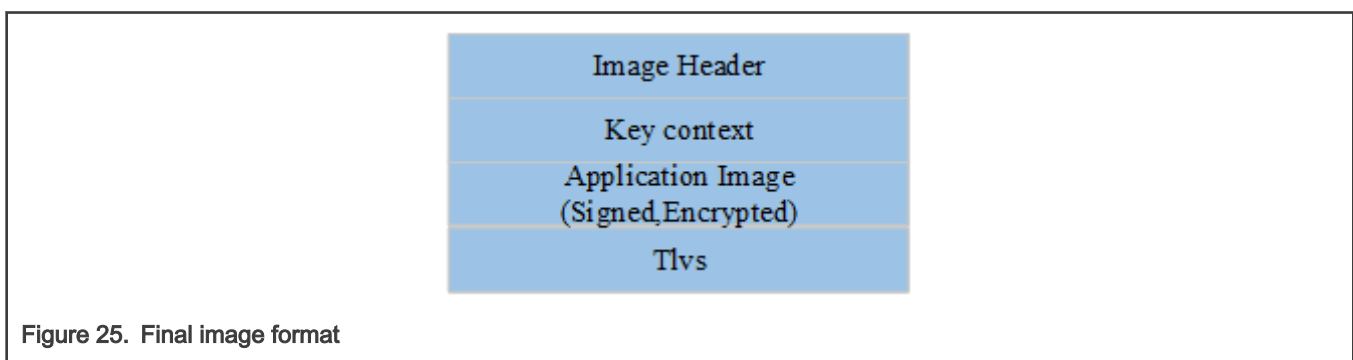 Image Header
Key context
Application Image
(Signed,Encrypted)
Tlvs
Figure 25. Final image format